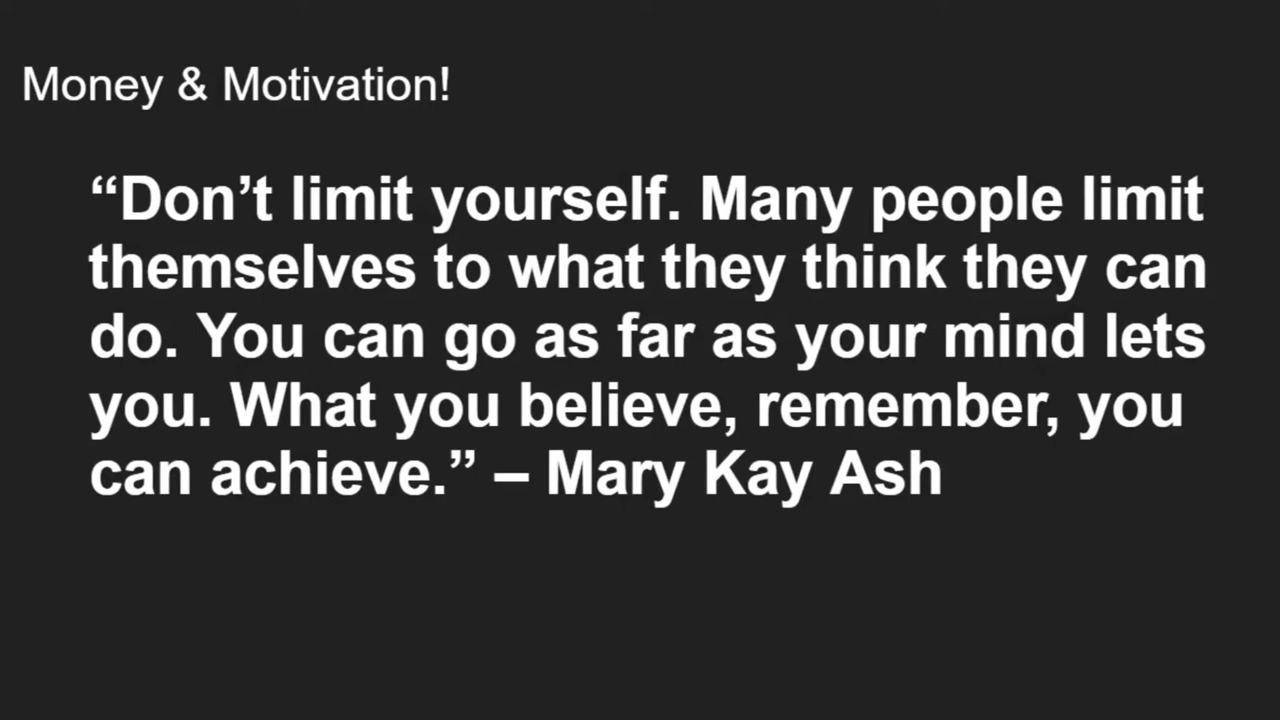 Money & Motivation!
“Don’t limit yourself. Many people limit
themselves to what they think they can
do. You can go as far as your mind lets
you. What you believe, remember, you
can achieve.” – Mary Kay Ash